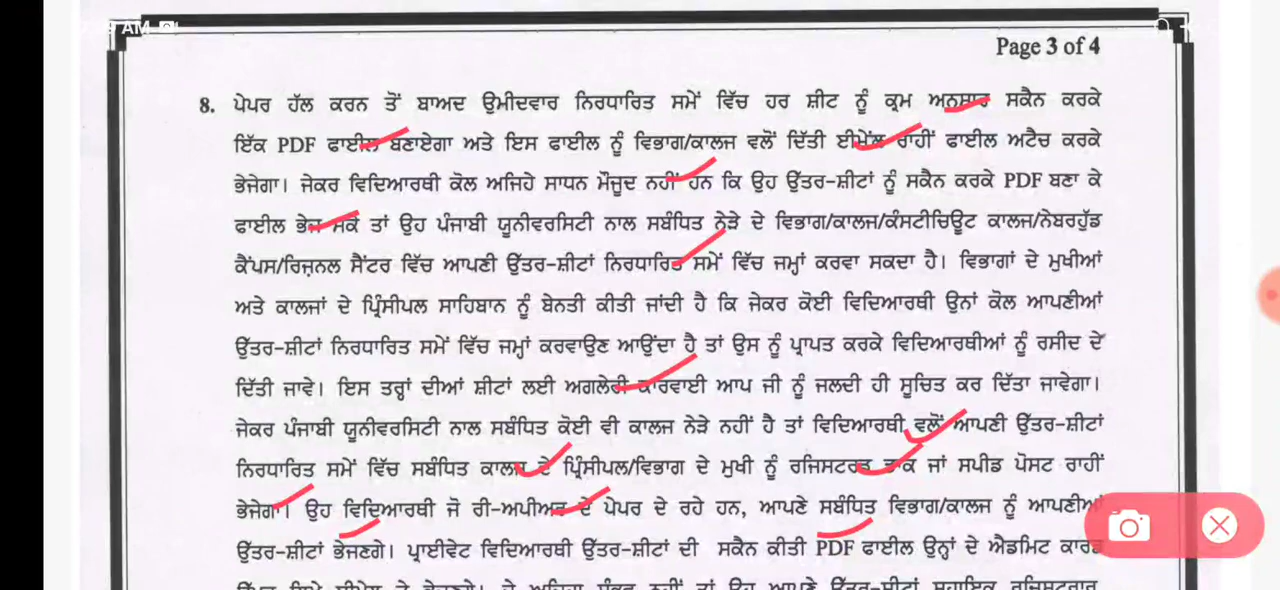 AM
Page 3 of 4
8. ਪੇਪਰ ਹੱਲ ਕਰਨ ਤੋਂ ਬਾਅਦ ਉਮੀਦਵਾਰ ਨਿਰਧਾਰਿਤ ਸਮੇਂ ਵਿੱਚ ਹਰ ਸ਼ੀਟ ਨੂੰ ਕ੍ਰਮ ਅਨੁਸਾਰ ਸਕੈਨ ਕਰਕੇ
ਇੱਕ PDF ਫਾਈਲ ਬਣਾਏਗਾ ਅਤੇ ਇਸ ਫਾਈਲ ਨੂੰ ਵਿਭਾਗ/ਕਾਲਜ ਵਲੋਂ ਦਿੱਤੀ ਈਮੇਂਲ ਰਾਹੀਂ ਫਾਈਲ ਅਟੈਚ ਕਰਕੇ
ਭੇਜੇਗਾ। ਜੇਕਰ ਵਿਦਿਆਰਥੀ ਕੋਲ ਅਜਿਹੇ ਸਾਧਨ ਮੌਜੂਦ ਨਹੀਂ ਹਨ ਕਿ ਉਹ ਉੱਤਰ-ਸ਼ੀਟਾਂ ਨੂੰ ਸਕੈਨ ਕਰਕੇ PDF ਬਣਾ ਕੇ
ਫਾਈਲ ਭੇਜ ਸਕੇ ਤਾਂ ਉਹ ਪੰਜਾਬੀ ਯੂਨੀਵਰਸਿਟੀ ਨਾਲ ਸਬੰਧਿਤ ਨੇੜੇ ਦੇ ਵਿਭਾਗ/ਕਾਲਜ/ਕੰਸਟੀਚਿਊਟ ਕਾਲਜ/ਨੇਬਰਹੁੱਡ
ਕੈਂਪਸ/ਰਿਜ਼ਨਲ ਸੈਂਟਰ ਵਿੱਚ ਆਪਣੀ ਉੱਤਰ-ਸ਼ੀਟਾਂ ਨਿਰਧਾਰਿਤ ਸਮੇਂ ਵਿੱਚ ਜਮ੍ਹਾਂ ਕਰਵਾ ਸਕਦਾ ਹੈ। ਵਿਭਾਗਾਂ ਦੇ ਮੁਖੀਆਂ
ਅਤੇ ਕਾਲਜਾਂ ਦੇ ਪ੍ਰਿੰਸੀਪਲ ਸਾਹਿਬਾਨ ਨੂੰ ਬੇਨਤੀ ਕੀਤੀ ਜਾਂਦੀ ਹੈ ਕਿ ਜੇਕਰ ਕੋਈ ਵਿਦਿਆਰਥੀ ਉਨਾਂ ਕੋਲ ਆਪਣੀਆਂ
ਉੱਤਰ-ਸ਼ੀਟਾਂ ਨਿਰਧਾਰਿਤ ਸਮੇਂ ਵਿੱਚ ਜਮ੍ਹਾਂ ਕਰਵਾਉਣ ਆਉਂਦਾ ਹੈ ਤਾਂ ਉਸ ਨੂੰ ਪ੍ਰਾਪਤ ਕਰਕੇ ਵਿਦਿਆਰਥੀਆਂ ਨੂੰ ਰਸੀਦ ਦੇ
ਦਿੱਤੀ ਜਾਵੇ। ਇਸ ਤਰ੍ਹਾਂ ਦੀਆਂ ਸ਼ੀਟਾਂ ਲਈ ਅਗਲੇਰੀ ਕਾਰਵਾਈ ਆਪ ਜੀ ਨੂੰ ਜਲਦੀ ਹੀ ਸੂਚਿਤ ਕਰ ਦਿੱਤਾ ਜਾਵੇਗਾ।
ਜੇਕਰ ਪੰਜਾਬੀ ਯੂਨੀਵਰਸਿਟੀ ਨਾਲ ਸਬੰਧਿਤ ਕੋਈ ਵੀ ਕਾਲਜ ਨੇੜੇ ਨਹੀਂ ਹੈ ਤਾਂ ਵਿਦਿਆਰਥੀ ਵਲੋਂ ਆਪਣੀ ਉੱਤਰ-ਸ਼ੀਟਾਂ
ਨਿਰਧਾਰਿਤ ਸਮੇਂ ਵਿੱਚ ਸਬੰਧਿਤ ਕਾਲਜ ਦੇ ਪ੍ਰਿੰਸੀਪਲ/ਵਿਭਾਗ ਦੇ ਮੁਖੀ ਨੂੰ ਰਜਿਸਟਰਡ ਡਾਕ ਜਾਂ ਸਪੀਡ ਪੋਸਟ ਰਾਹੀਂ
ਭੇਜੇਗਾ। ਉਹ ਵਿਦਿਆਰਥੀ ਜੋ ਰੀ-ਅਪੀਅਰ ਦੇ ਪੇਪਰ ਦੇ ਰਹੇ ਹਨ, ਆਪਣੇ ਸਬੰਧਿਤ ਵਿਭਾਗ/ਕਾਲਜ ਨੂੰ ਆਪਣੀਆਂ
ਉੱਤਰ-ਸ਼ੀਟਾਂ ਭੇਜਣਗੇ। ਪ੍ਰਾਈਵੇਟ ਵਿਦਿਆਰਥੀ ਉੱਤਰ-ਸ਼ੀਟਾਂ ਦੀ ਸਕੈਨ ਕੀਤੀ PDF ਫਾਈਲ ਉਨ੍ਹਾਂ ਦੇ ਐਡਮਿਟ ਕਾਰਡ